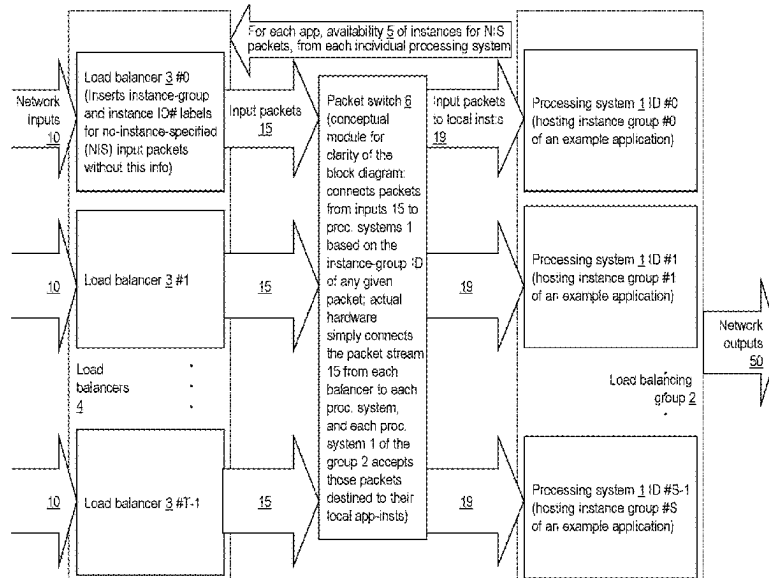 For each app, availability 5 of instances for NIS
packets, from each individual processing system
Network
inputs
10
Load balancer 3 #0
(Inserts instance-group
and instance ID# labels
for no-instance-specified
(NIS) input packets
without this info)
Input packets
15
Packet switch 6
(conceptual
module for
clarity of the
block diagram:
connects packets
from inputs 15 to
proc. systems 1
based on the
instance-group ID
of any given
packet; actual
hardware
simply connects
the packet stream
15 from each
balancer to each
proc. system,
and each proc.
system 1 of the
group 2 accepts
those packets
destined to their
local app-insts)
Input packets
to local insts
19
Processing system 1 ID #0
(hosting instance group #0
of an example application)
10
Load balancer 3 #1
15
19
Processing system 1 ID #1
(hosting instance group #1
of an example application)
Network
outputs
50
Load
balancers
4
Load balancing
group 2
10
Load balancer 3 #T-1
15
19
Processing system 1 ID #S-1
(hosting instance group #S
of an example application)